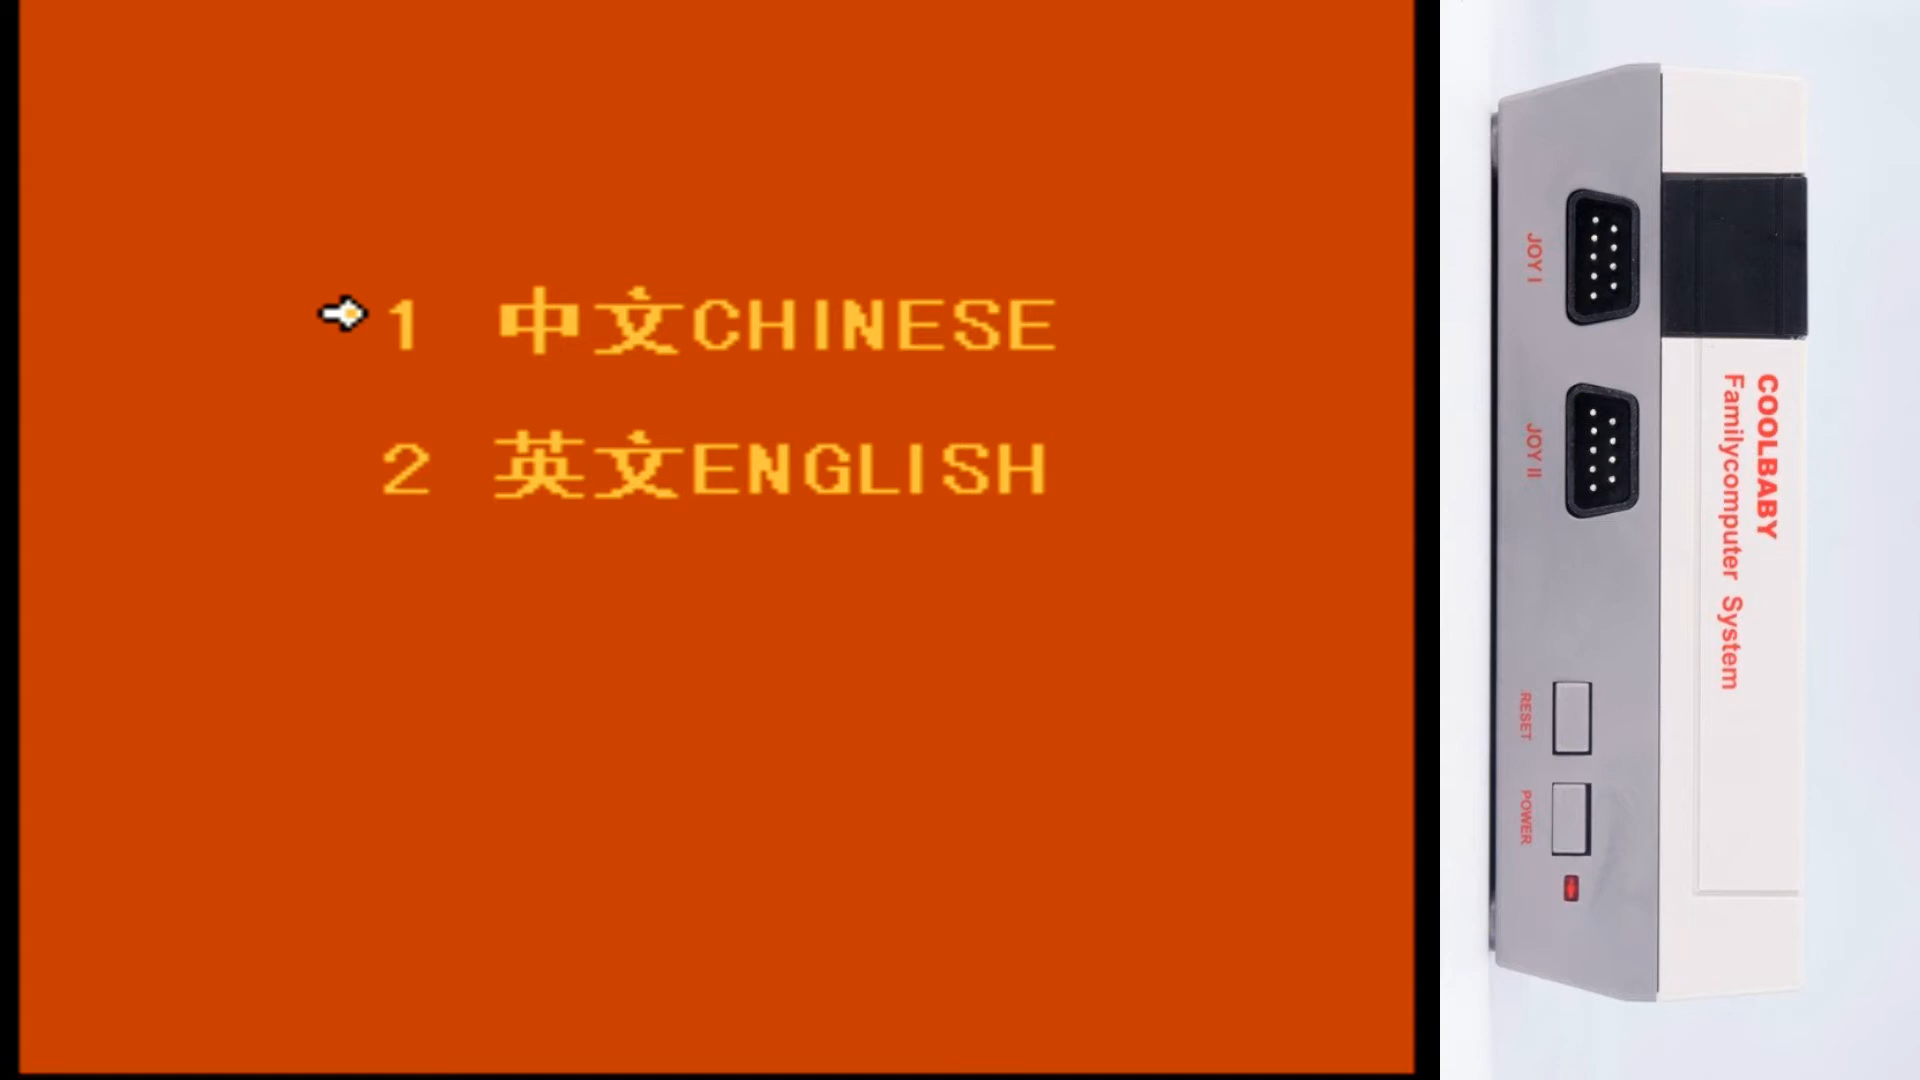 1 中文CHINESE
2 英文ENGLISH
COOLBABY
Familycomputer System
JOY I
JOY II
RESET
POWER